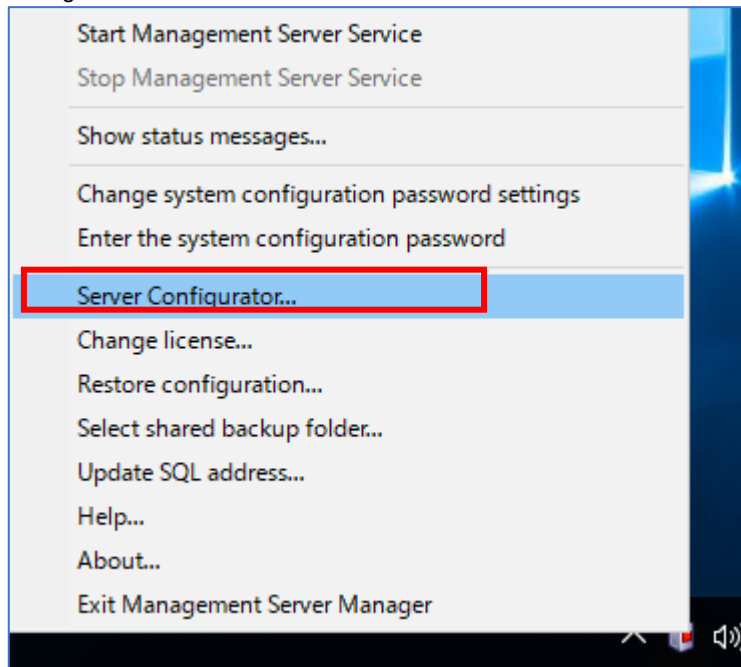 Start Management Server Service
Stop Management Server Service
Show status messages...
Change system configuration password settings
Enter the system configuration password
Server Configurator...
Change license...
Restore configuration...
Select shared backup folder...
Update SQL address...
Help...
About...
Exit Management Server Manager